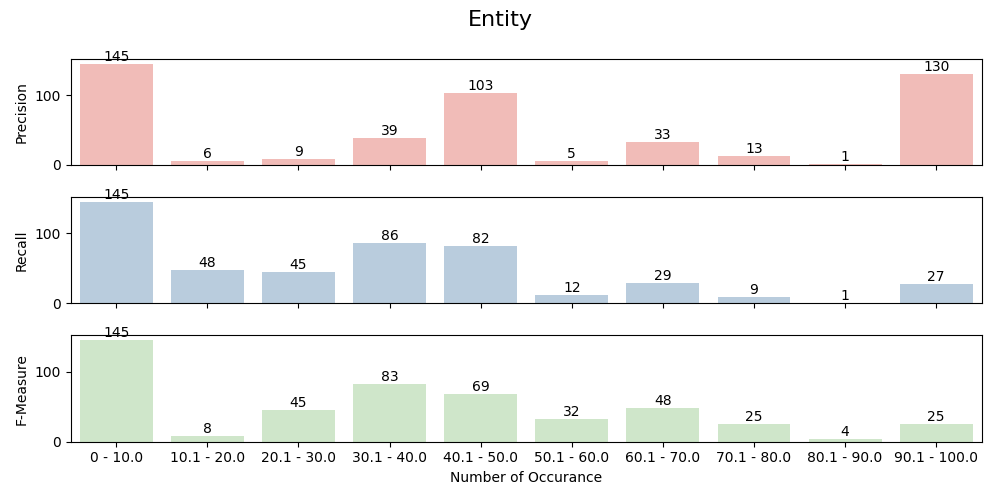 Entity
Precision
100
0
145
6
9
39
103
5
33
13
1
130
Recall
100
0
145
48
45
86
82
12
29
9
1
27
F-Measure
100
0
145
8
45
83
69
32
48
25
4
25
0 - 10.0
10.1 - 20.0
20.1 - 30.0
30.1 - 40.0
40.1 - 50.0
50.1 - 60.0
60.1 - 70.0
70.1 - 80.0
80.1 - 90.0
90.1 - 100.0
Number of Occurance